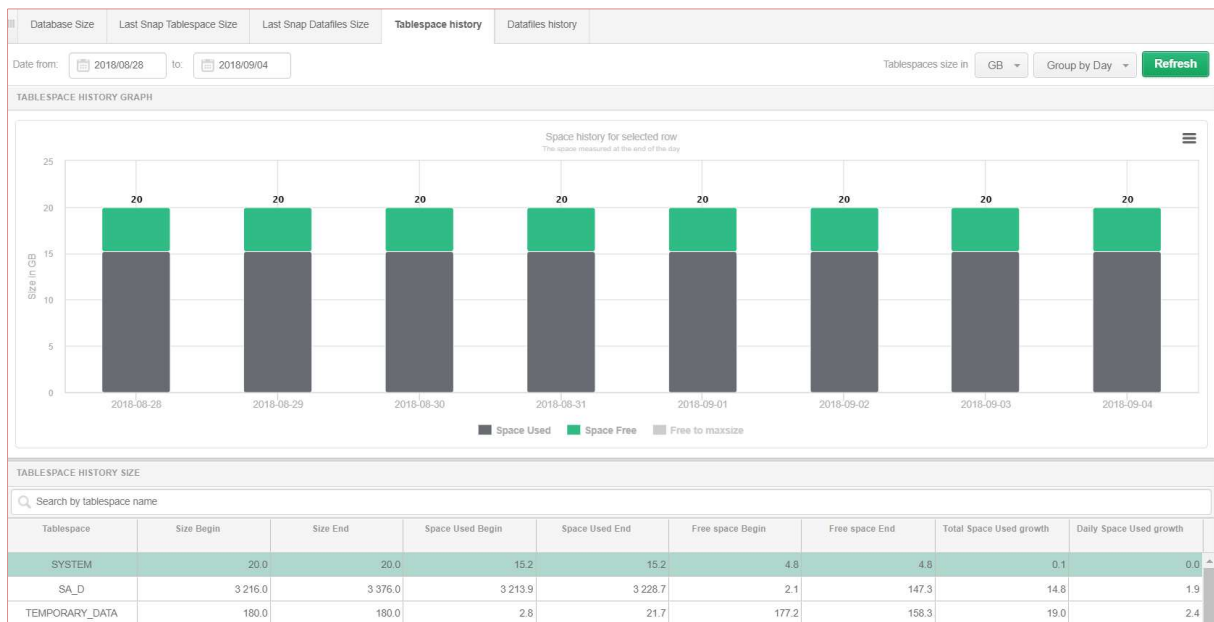 Database Size Last Snap Tablespace Size Last Snap Datafiles Size Tablespace history Datafiles history
Date from: 2018/08/28 to: 2018/09/04 Tablespaces size in GB Group by Day Refresh
TABLESPACE HISTORY GRAPH
Space history for selected row
The space measured at the end of the day
25
20 20 20 20 20 20 20 20
20
15
10
5
0
Size in GB
2018-08-28 2018-08-29 2018-08-30 2018-08-31 2018-09-01 2018-09-02 2018-09-03 2018-09-04
Space Used Space Free Free to maxsize
TABLESPACE HISTORY SIZE
Search by tablespace name
Tablespace Size Begin Size End Space Used Begin Space Used End Free space Begin Free space End Total Space Used growth Daily Space Used growth
SYSTEM 20.0 20.0 15.2 15.2 4.8 4.8 0.1 0.0
SA_D 3 216.0 3 376.0 3 213.9 3 228.7 2.1 147.3 14.8 1.9
TEMPORARY_DATA 180.0 180.0 2.8 21.7 177.2 158.3 19.0 2.4